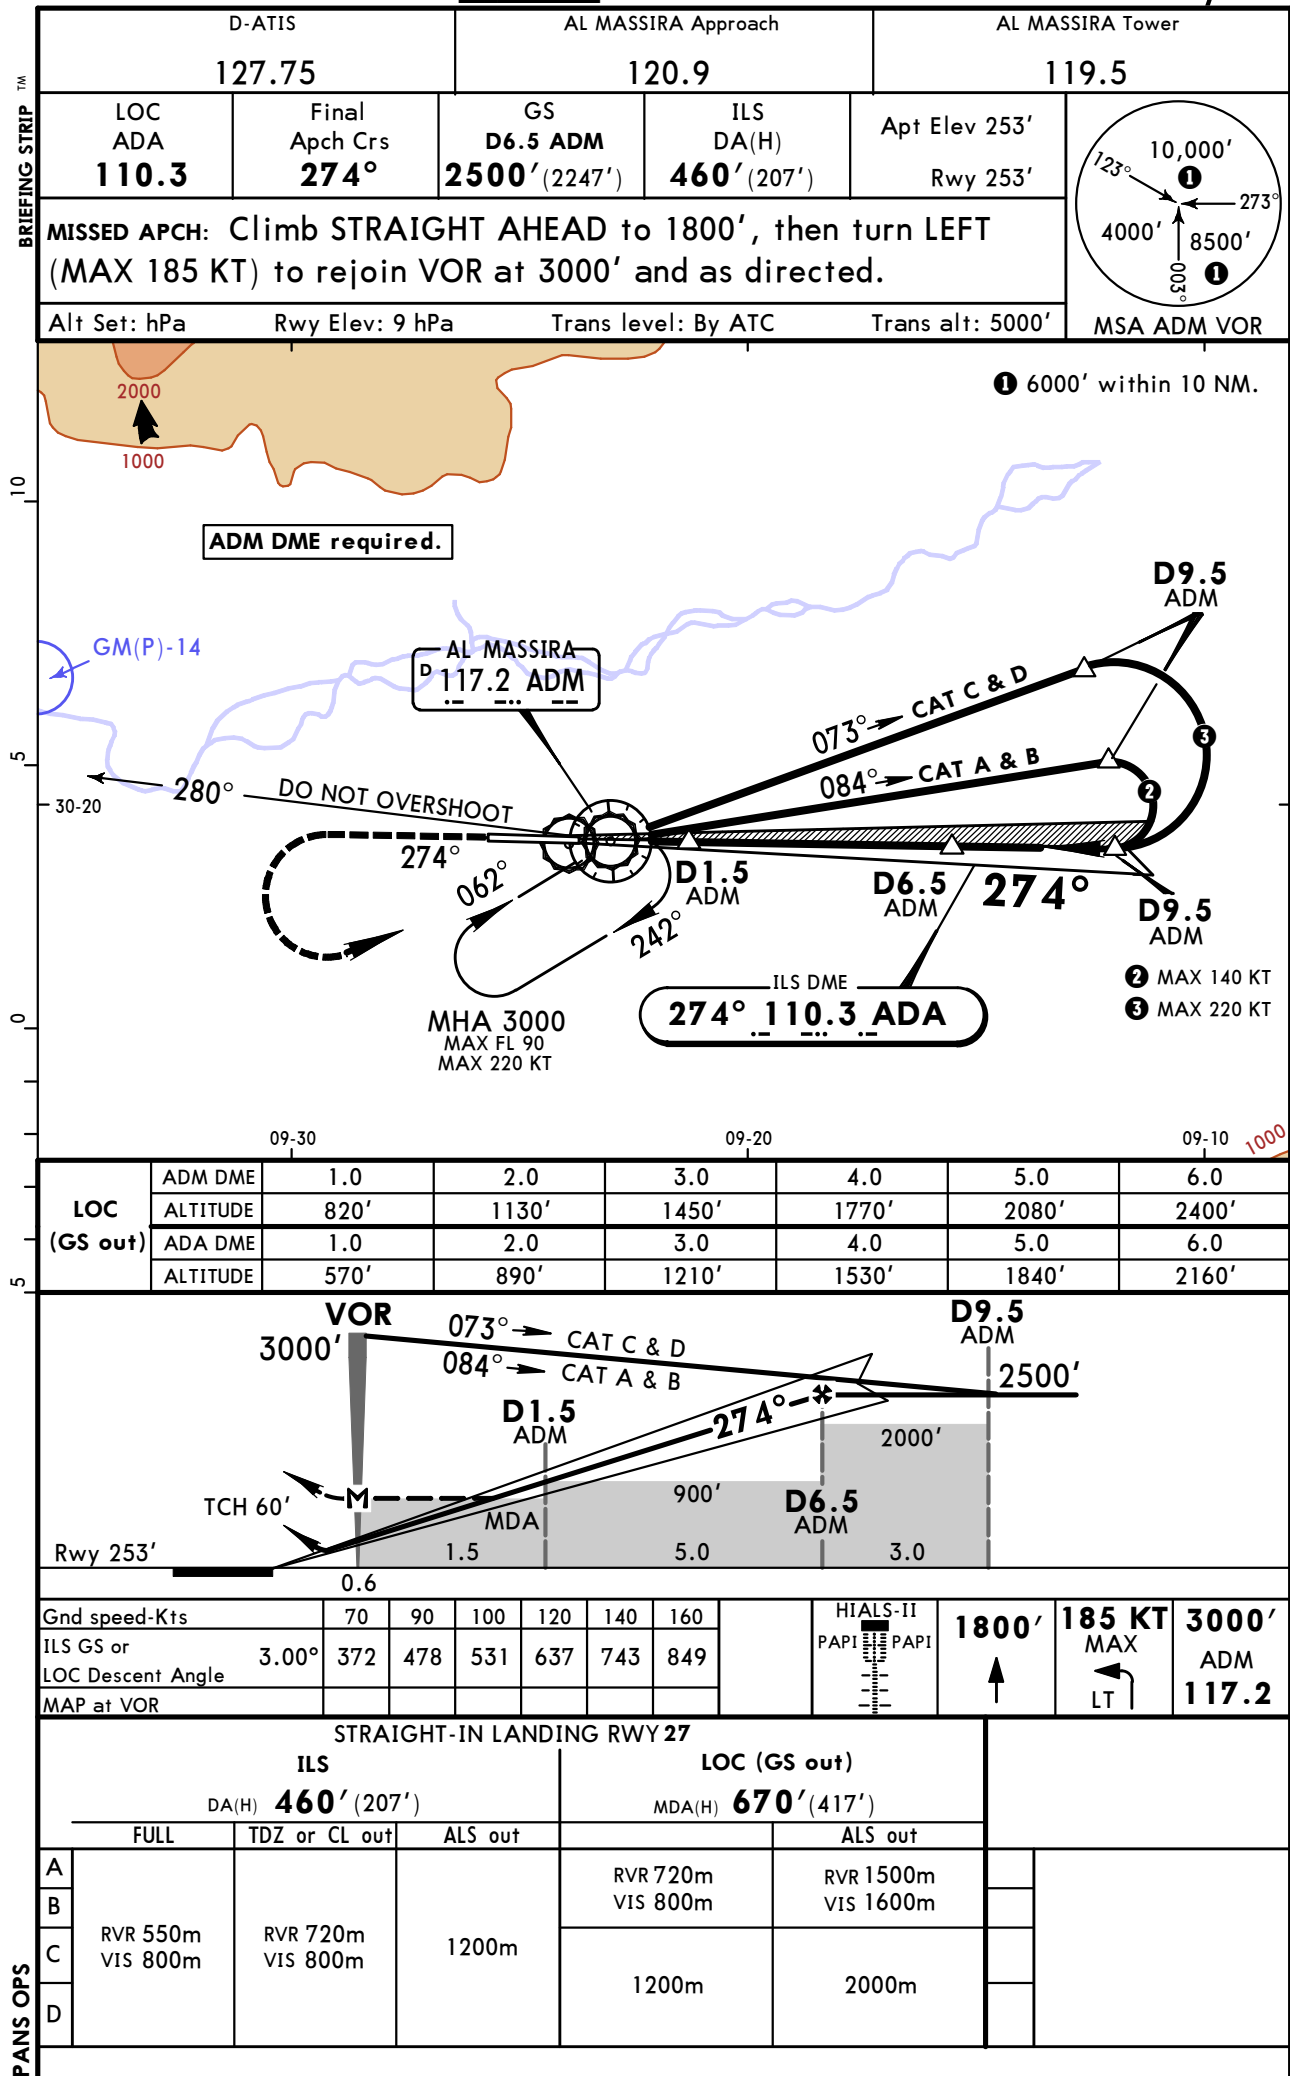 D-ATIS
127.75
AL MASSIRA Approach
120.9
AL MASSIRA Tower
119.5
BRIEFING STRIP TM
LOC
ADA
110.3
Final
Apch Crs
274°
GS
D6.5 ADM
2500′(2247′)
ILS
DA(H)
460′(207′)
Apt Elev 253′
Rwy 253′
MISSED APCH: Climb STRAIGHT AHEAD to 1800′, then turn LEFT
(MAX 185 KT) to rejoin VOR at 3000′ and as directed.
Alt Set: hPa Rwy Elev: 9 hPa Trans level: By ATC Trans alt: 5000′
123°
10,000′
1
273°
4000′
8500′
1
003°
MSA ADM VOR
1 6000′ within 10 NM.
2000
1000
10
ADM DME required.
D9.5
ADM
GM(P)-14
AL MASSIRA
D 117.2 ADM
073° CAT C & D
3
084° CAT A & B
2
5
30-20
280° DO NOT OVERSHOOT
274°
062°
242°
D1.5
ADM
D6.5
ADM
274°
D9.5
ADM
ILS DME
274° 110.3 ADA
2 MAX 140 KT
3 MAX 220 KT
0
MHA 3000
MAX FL 90
MAX 220 KT
09-30
09-20
09-10
1000
5
LOC
(GS out)
ADM DME 1.0 2.0 3.0 4.0 5.0 6.0
ALTITUDE 820′ 1130′ 1450′ 1770′ 2080′ 2400′
ADA DME 1.0 2.0 3.0 4.0 5.0 6.0
ALTITUDE 570′ 890′ 1210′ 1530′ 1840′ 2160′
VOR
3000′
073° CAT C & D
084° CAT A & B
D9.5
ADM
2500′
D1.5
ADM
274°
2000′
900′
D6.5
ADM
M
TCH 60′
MDA
Rwy 253′
1.5
5.0
3.0
0.6
Gnd speed-Kts 70 90 100 120 140 160
ILS GS or
LOC Descent Angle 3.00° 372 478 531 637 743 849
MAP at VOR
HIALS-II
PAPI PAPI
1800′
185 KT
MAX
LT
3000′
ADM
117.2
STRAIGHT-IN LANDING RWY 27
ILS
DA(H) 460′(207′)
LOC (GS out)
MDA(H) 670′(417′)
FULL
TDZ or CL out
ALS out
ALS out
A
B
C
D
RVR 550m
VIS 800m
RVR 720m
VIS 800m
1200m
RVR 720m
VIS 800m
RVR 1500m
VIS 1600m
1200m
2000m
PANS OPS